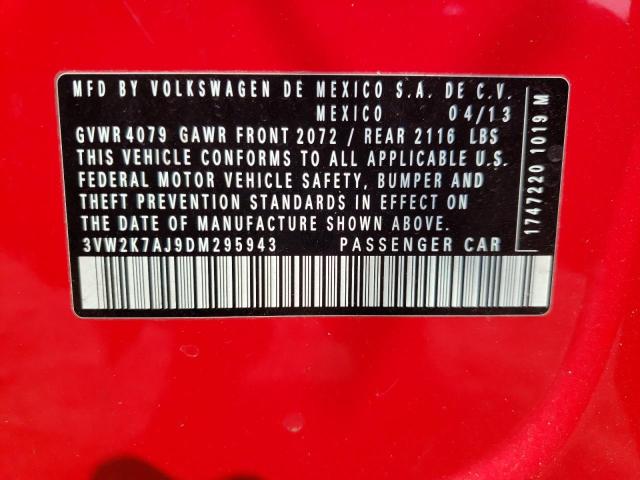 MFD BY VOLKSWAGEN DE MEXICO S.A. DE C.V.
MEXICO 04/13
GVWR 4079 GAWR FRONT 2072 / REAR 2116 LBS
THIS VEHICLE CONFORMS TO ALL APPLICABLE U.S.
FEDERAL MOTOR VEHICLE SAFETY, BUMPER AND
THEFT PREVENTION STANDARDS IN EFFECT ON
THE DATE OF MANUFACTURE SHOWN ABOVE.
3VW2K7AJ9DM295943 PASSENGER CAR
1747220 1019 M